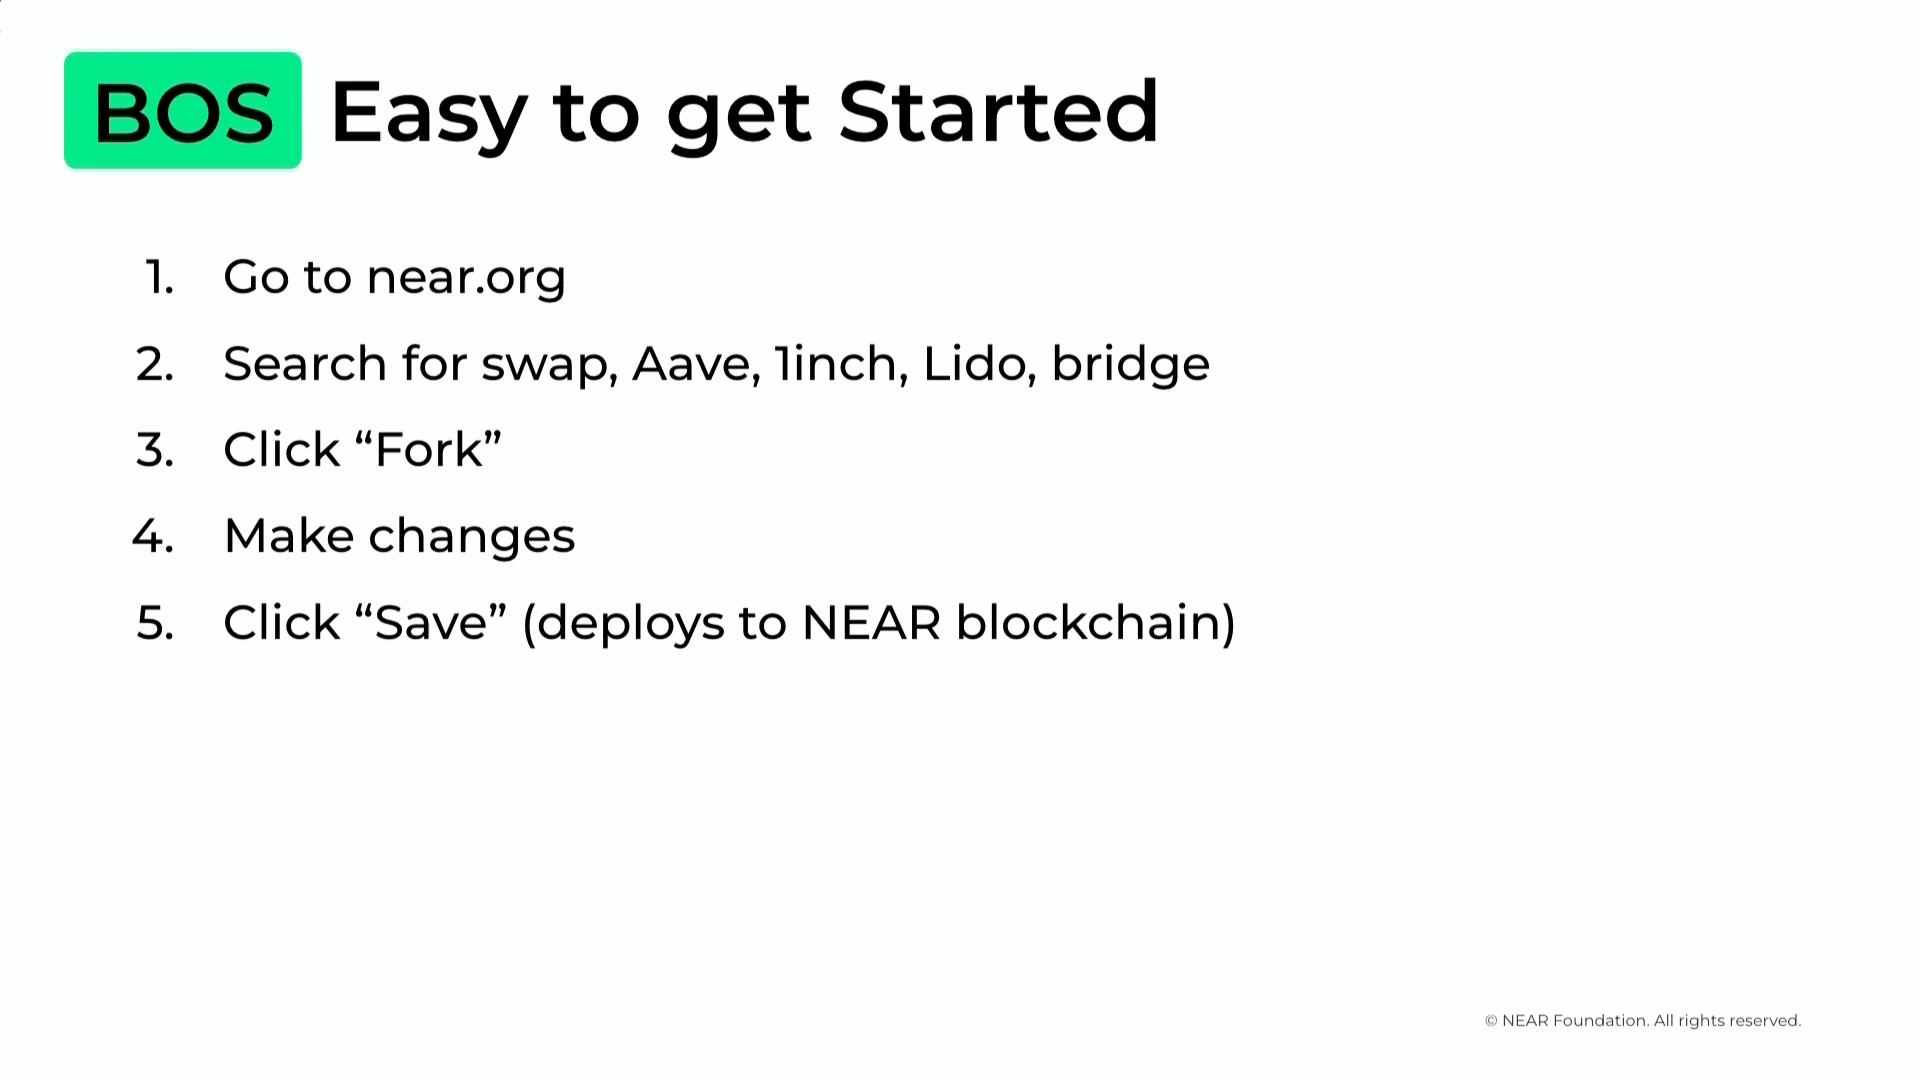 BOS Easy to get Started
1. Go to near.org
2. Search for swap, Aave, 1inch, Lido, bridge
3. Click “Fork”
4. Make changes
5. Click “Save” (deploys to NEAR blockchain)
© NEAR Foundation. All rights reserved.